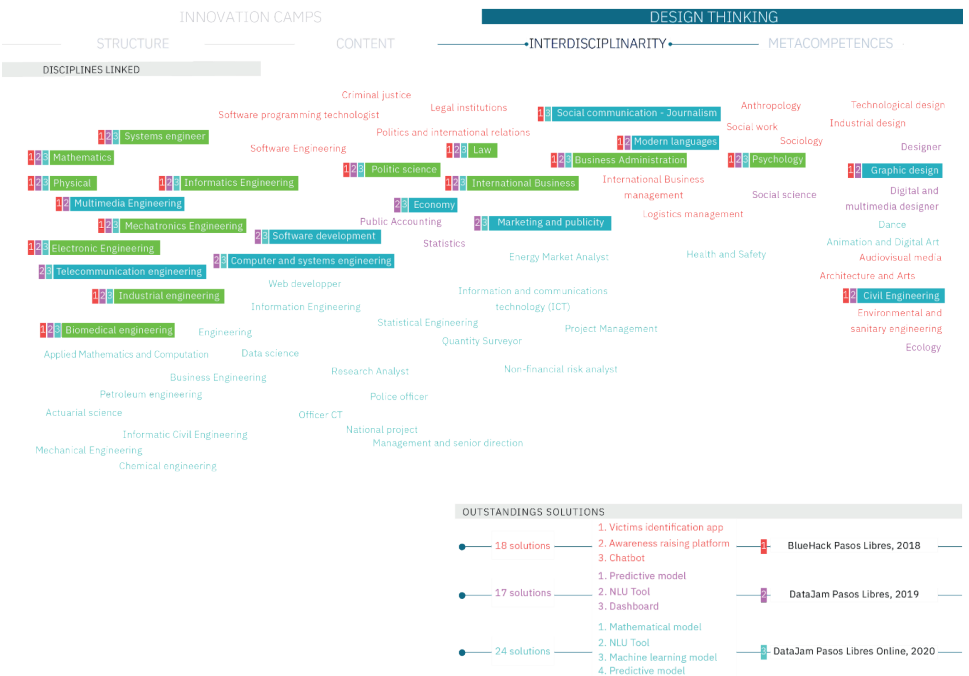 INNOVATION CAMPS
DESIGN THINKING
STRUCTURE
CONTENT
INTERDISCIPLINARITY
METACOMPETENCES
DISCIPLINES LINKED
Criminal justice
Legal institutions
Software programming technologist
1 3 Social communication - Journalism
Anthropology
Technological design
Industrial design
Politics and international relations
Social work
1 2 3 Systems engineer
Software Engineering
1 2 3 Law
1 2 Modern languages
Sociology
Designer
1 2 3 Mathematics
1 2 3 Business Administration
1 2 3 Psychology
1 2 3 Politic science
1 2 Graphic design
1 2 3 Physical
1 2 3 Informatics Engineering
1 2 3 International Business
International Business
management
Social science
Digital and
multimedia designer
1 2 Multimedia Engineering
2 3 Economy
Logistics management
1 2 3 Mechatronics Engineering
Public Accounting
2 3 Marketing and publicity
Dance
2 3 Software development
Statistics
Animation and Digital Art
1 2 3 Electronic Engineering
2 3 Computer and systems engineering
Energy Market Analyst
Health and Safety
Audiovisual media
2 3 Telecommunication engineering
Architecture and Arts
Web developper
Information and communications
technology (ICT)
1 2 3 Industrial engineering
1 2 Civil Engineering
Information Engineering
Environmental and
sanitary engineering
1 2 3 Biomedical engineering
Engineering
Statistical Engineering
Project Management
Quantity Surveyor
Ecology
Applied Mathematics and Computation
Data science
Business Engineering
Research Analyst
Non-financial risk analyst
Petroleum engineering
Police officer
Actuarial science
Officer CT
Informatic Civil Engineering
National project
Management and senior direction
Mechanical Engineering
Chemical engineering
OUTSTANDINGS SOLUTIONS
18 solutions
1. Victims identification app
2. Awareness raising platform
3. Chatbot
1
BlueHack Pasos Libres, 2018
17 solutions
1. Predictive model
2. NLU Tool
3. Dashboard
2
DataJam Pasos Libres, 2019
24 solutions
1. Mathematical model
2. NLU Tool
3. Machine learning model
4. Predictive model
3
DataJam Pasos Libres Online, 2020